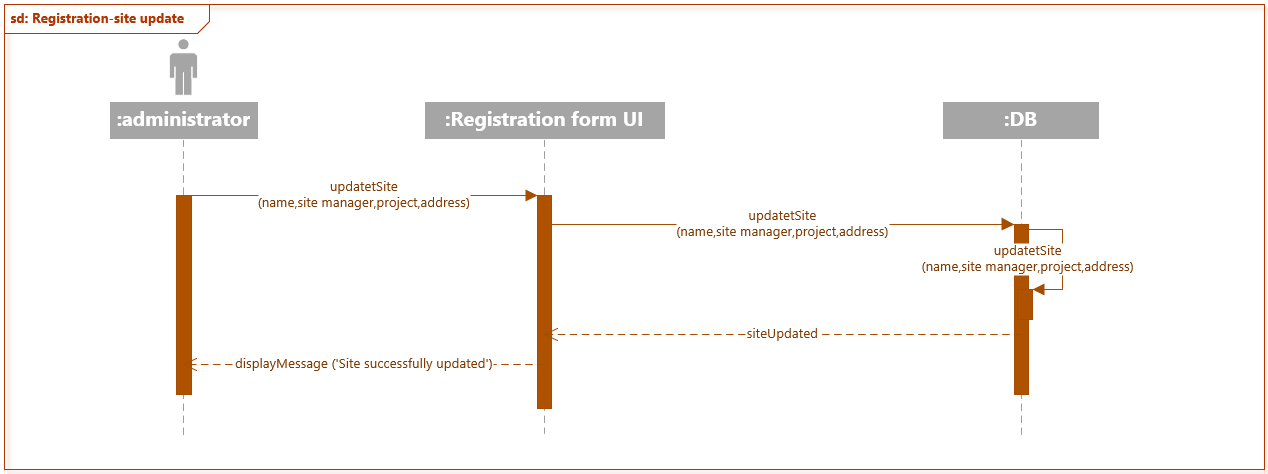 sd: Registration-site update
:administrator
:Registration form UI
:DB
updatetSite
(name,site manager,project,address)
updatetSite
(name,site manager,project,address)
updatetSite
(name,site manager,project,address)
siteUpdated
displayMessage ('Site successfully updated')